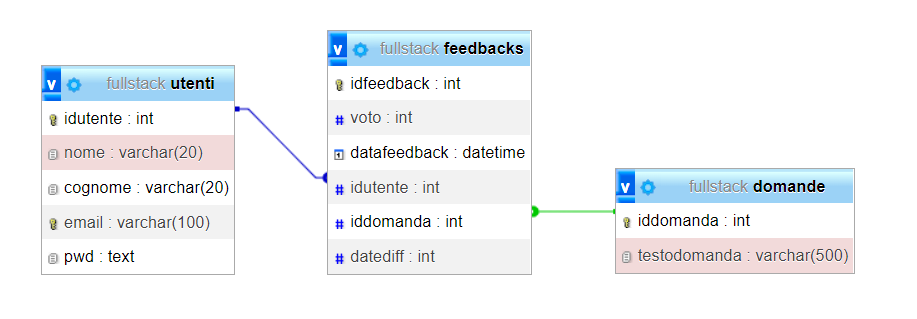 fullstack utenti
idutente : int
nome : varchar(20)
cognome : varchar(20)
email : varchar(100)
pwd : text
fullstack feedbacks
idfeedback : int
voto : int
datafeedback : datetime
idutente : int
iddomanda : int
datediff : int
fullstack domande
iddomanda : int
testodomanda : varchar(500)